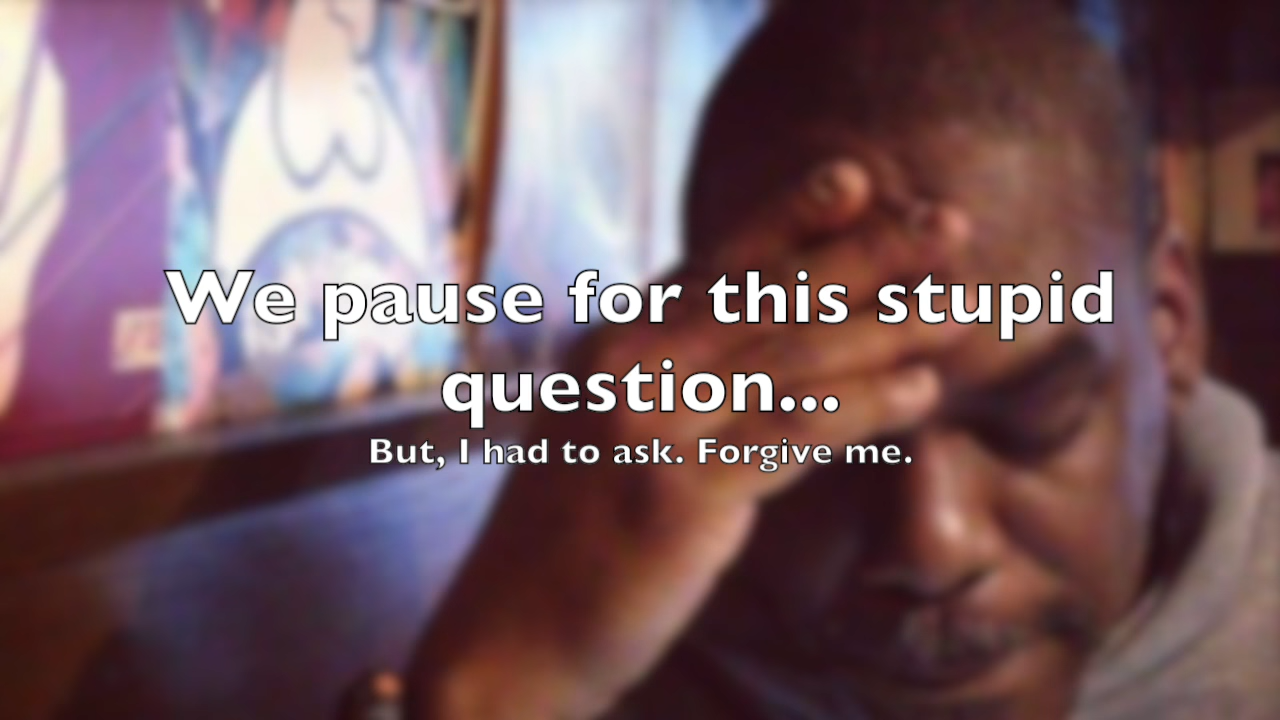 We pause for this stupid
question...
But, I had to ask. Forgive me.